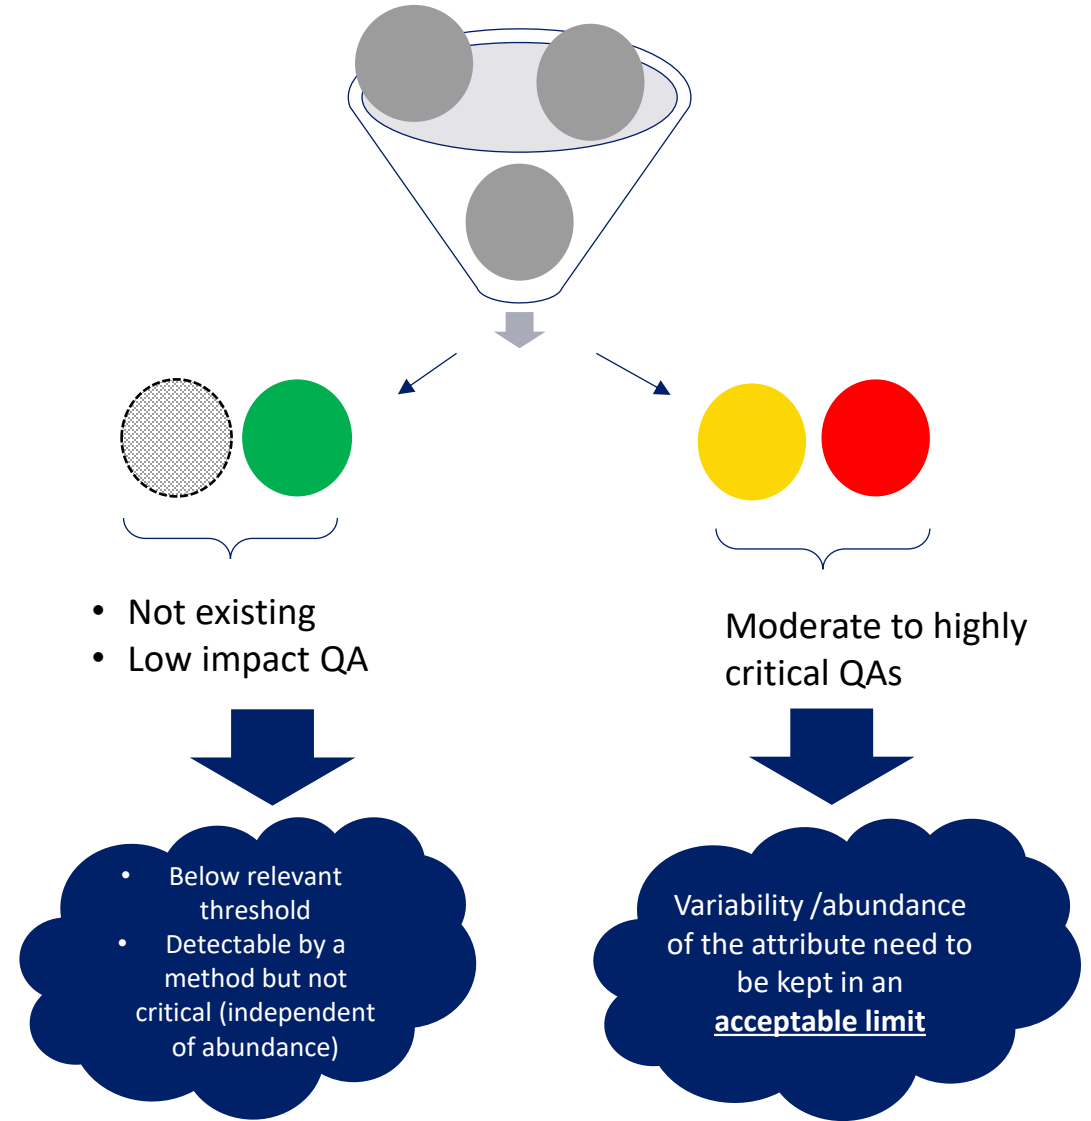 • Not existing
• Low impact QA
Moderate to highly
critical QAs
• Below relevant
threshold
• Detectable by a
method but not
critical (independent
of abundance)
Variability /abundance
of the attribute need to
be kept in an
acceptable limit